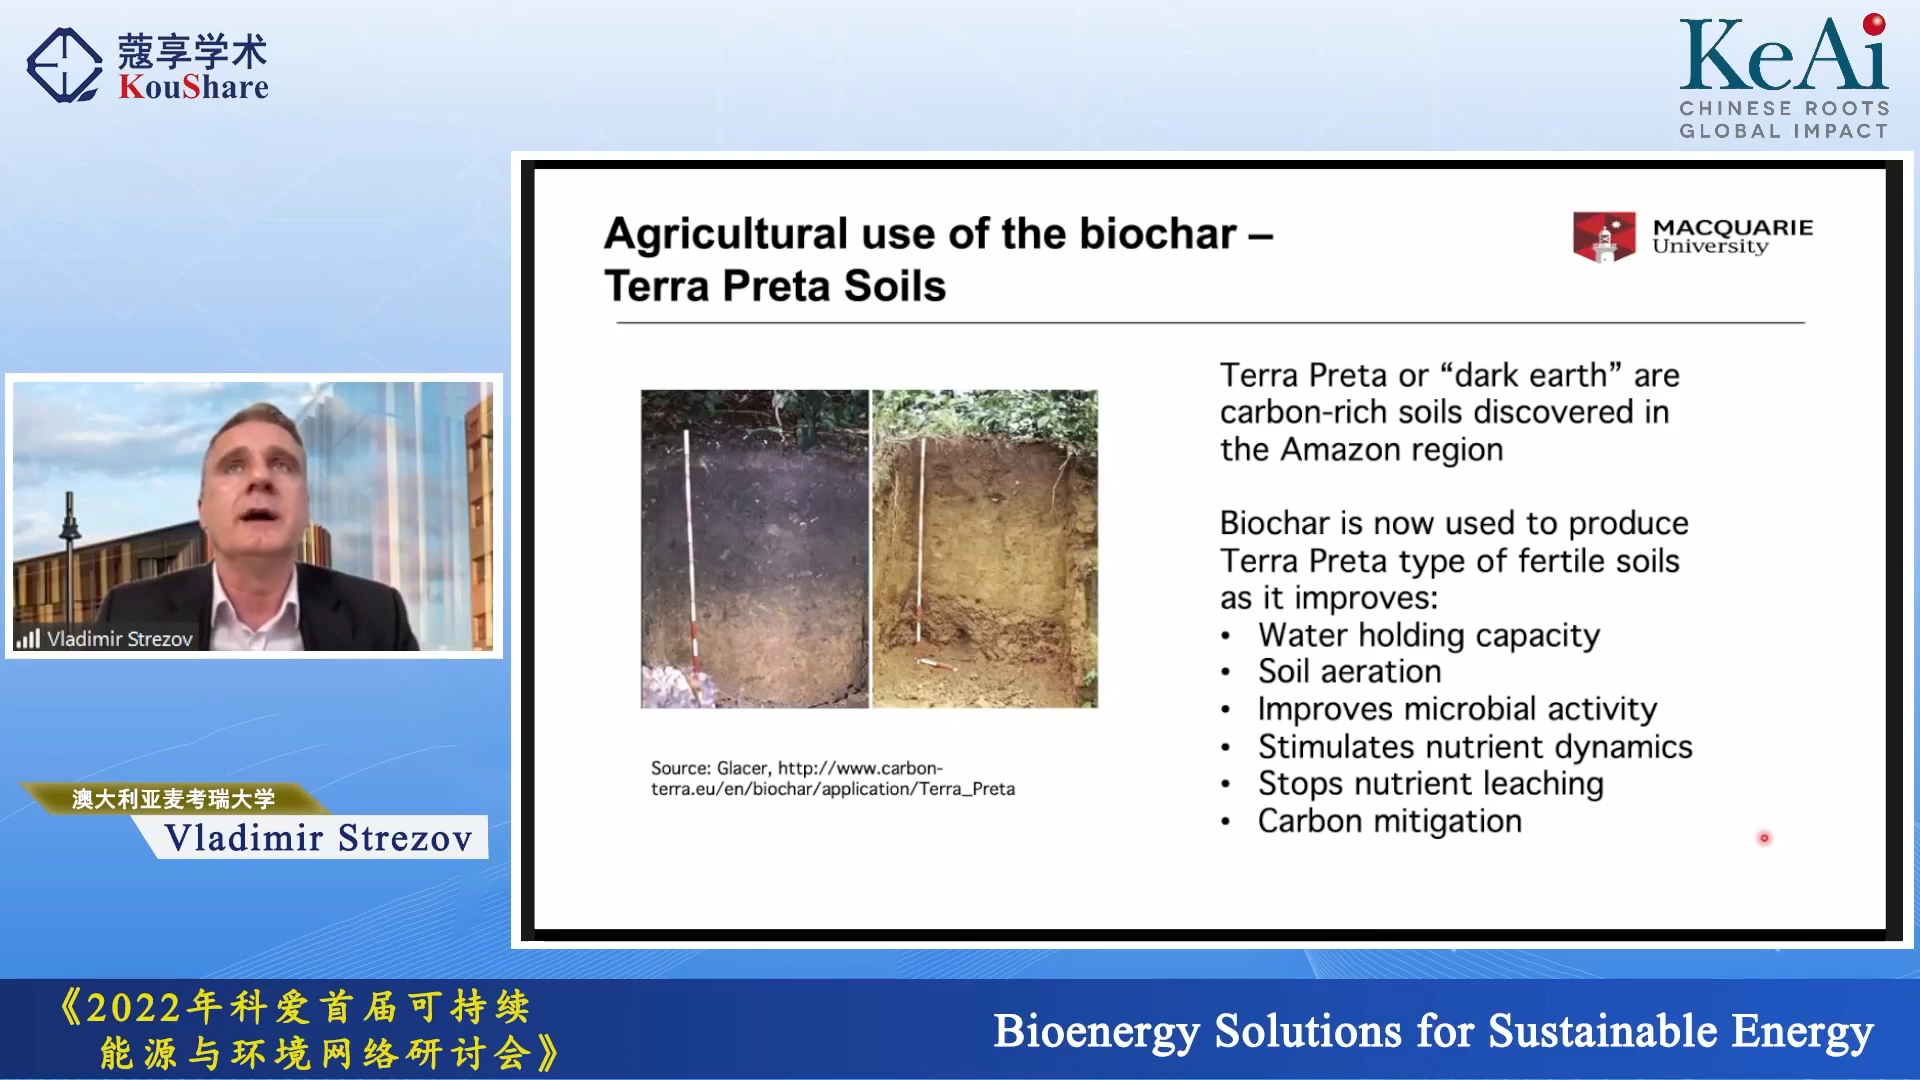 蔻享学术
KouShare
KeAi
CHINESE ROOTS
GLOBAL IMPACT
Agricultural use of the biochar –
Terra Preta Soils
MACQUARIE
University
Terra Preta or “dark earth” are
carbon-rich soils discovered in
the Amazon region
Biochar is now used to produce
Terra Preta type of fertile soils
as it improves:
• Water holding capacity
• Soil aeration
• Improves microbial activity
• Stimulates nutrient dynamics
• Stops nutrient leaching
• Carbon mitigation
Source: Glacer, http://www.carbon-
terra.eu/en/biochar/application/Terra_Preta
Vladimir Strezov
澳大利亚麦考瑞大学
Vladimir Strezov
《2022年科爱首届可持续
能源与环境网络研讨会》
Bioenergy Solutions for Sustainable Energy